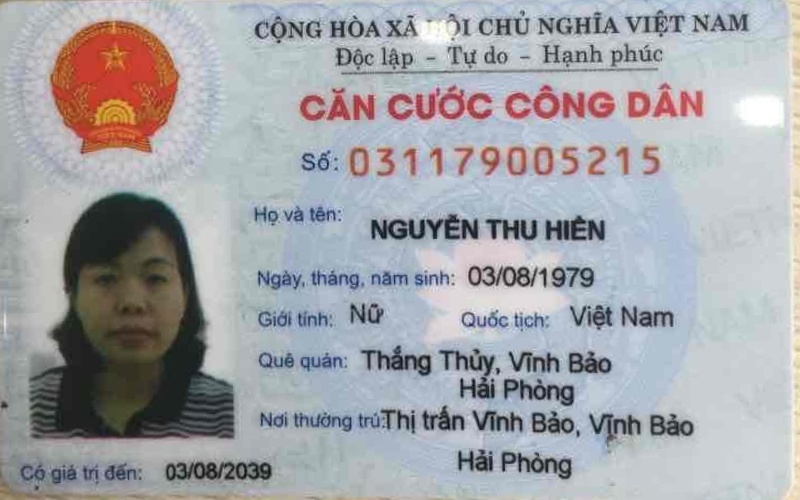 CỘNG HÒA XÃ HỘI CHỦ NGHĨA VIỆT NAM
Độc lập - Tự do - Hạnh phúc
CĂN CƯỚC CÔNG DÂN
Số: 031179005215
Họ và tên: NGUYỄN THU HIỀN
Ngày, tháng, năm sinh: 03/08/1979
Giới tính: Nữ Quốc tịch: Việt Nam
Quê quán: Thắng Thủy, Vĩnh Bảo
Hải Phòng
Nơi thường trú: Thị trấn Vĩnh Bảo, Vĩnh Bảo
Hải Phòng
Có giá trị đến: 03/08/2039